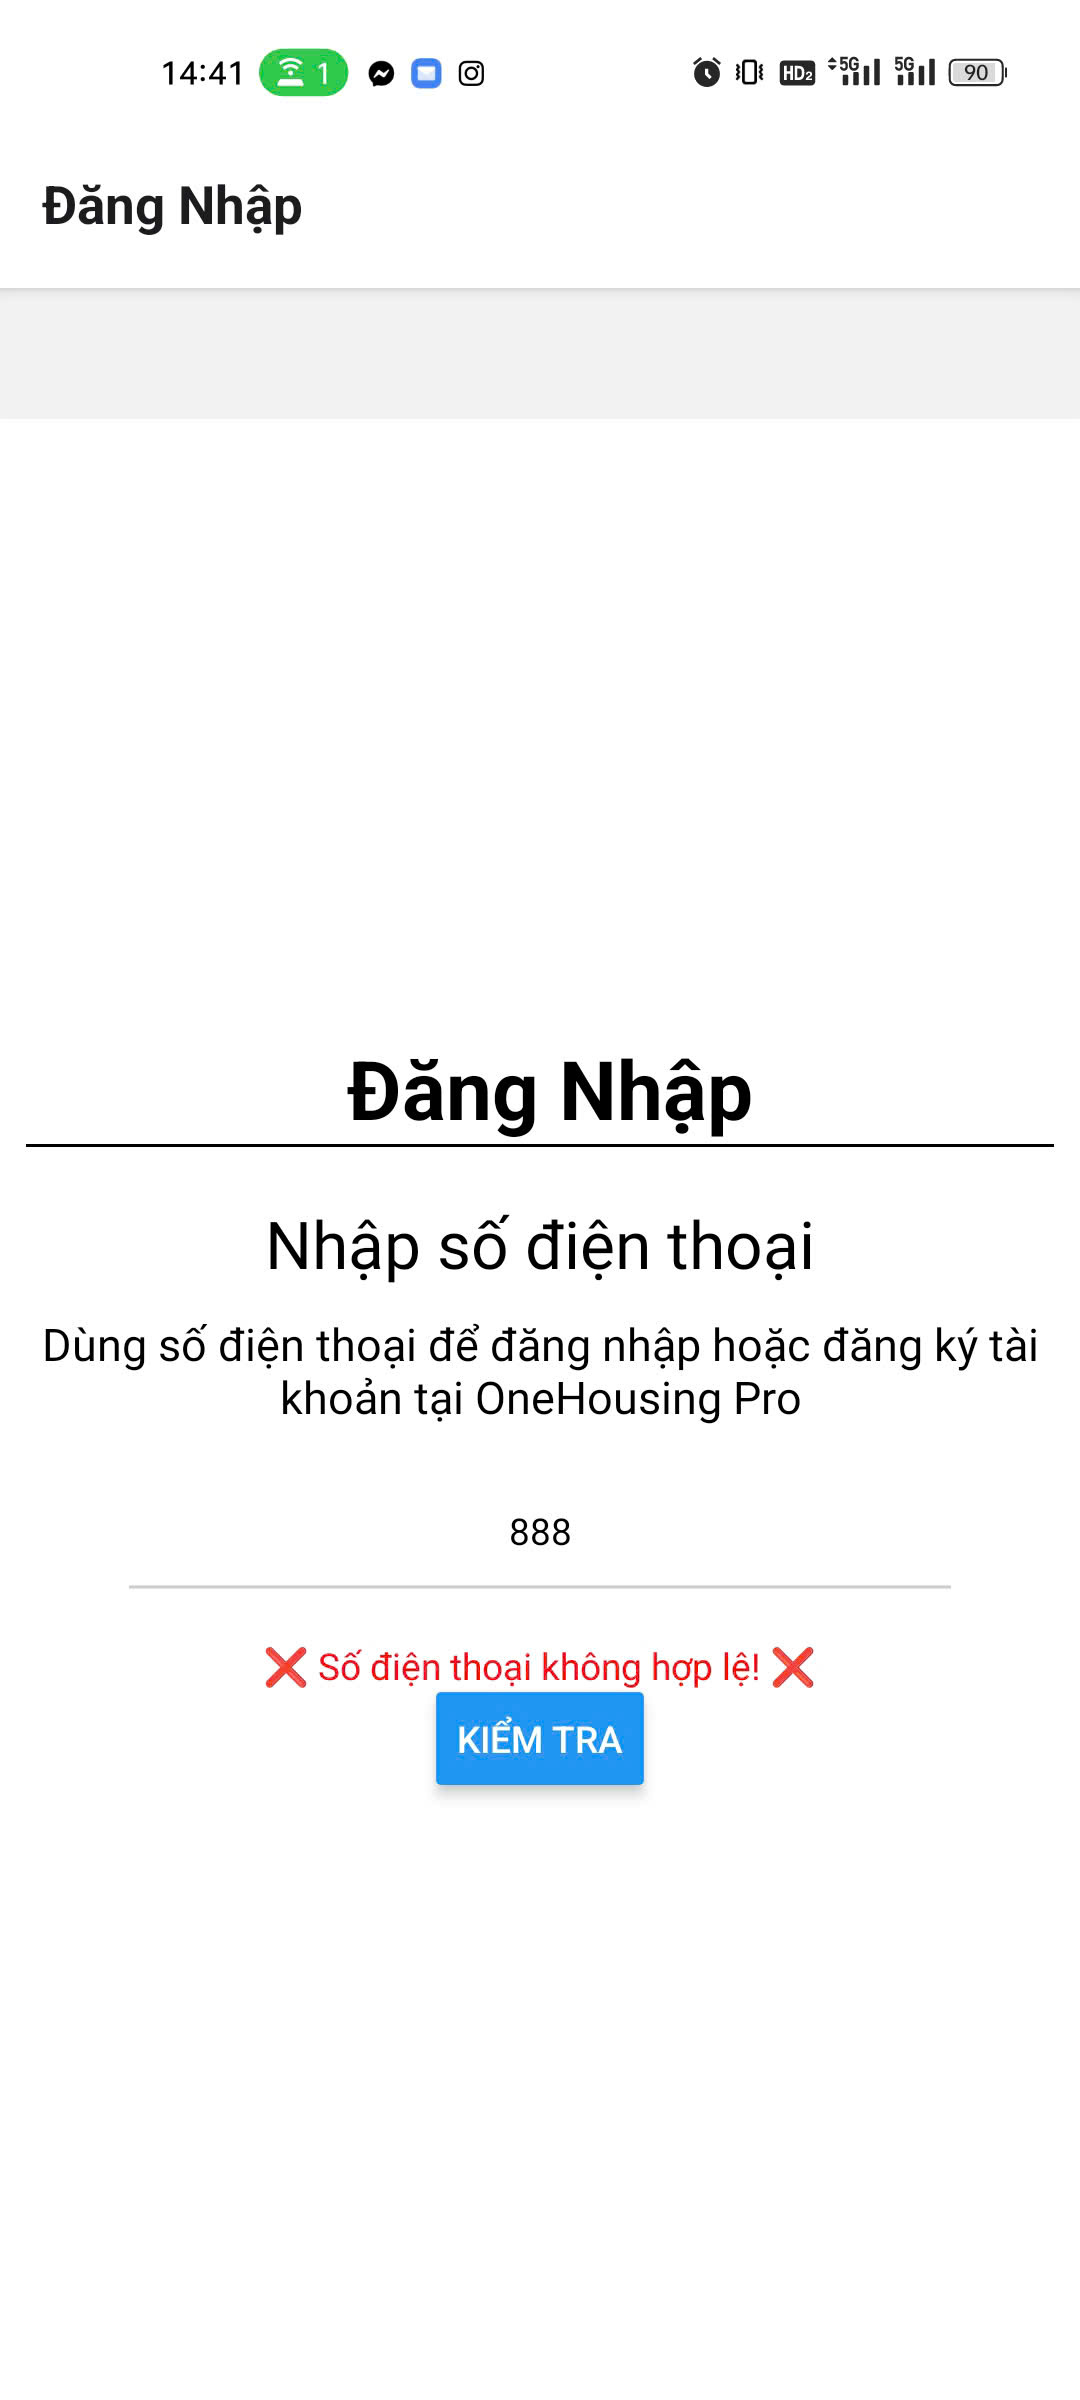 14:41 1 HD2 5G 5G 90
Đăng Nhập
Đăng Nhập
Nhập số điện thoại
Dùng số điện thoại để đăng nhập hoặc đăng ký tài
khoản tại OneHousing Pro
888
❌ Số điện thoại không hợp lệ! ❌
KIỂM TRA